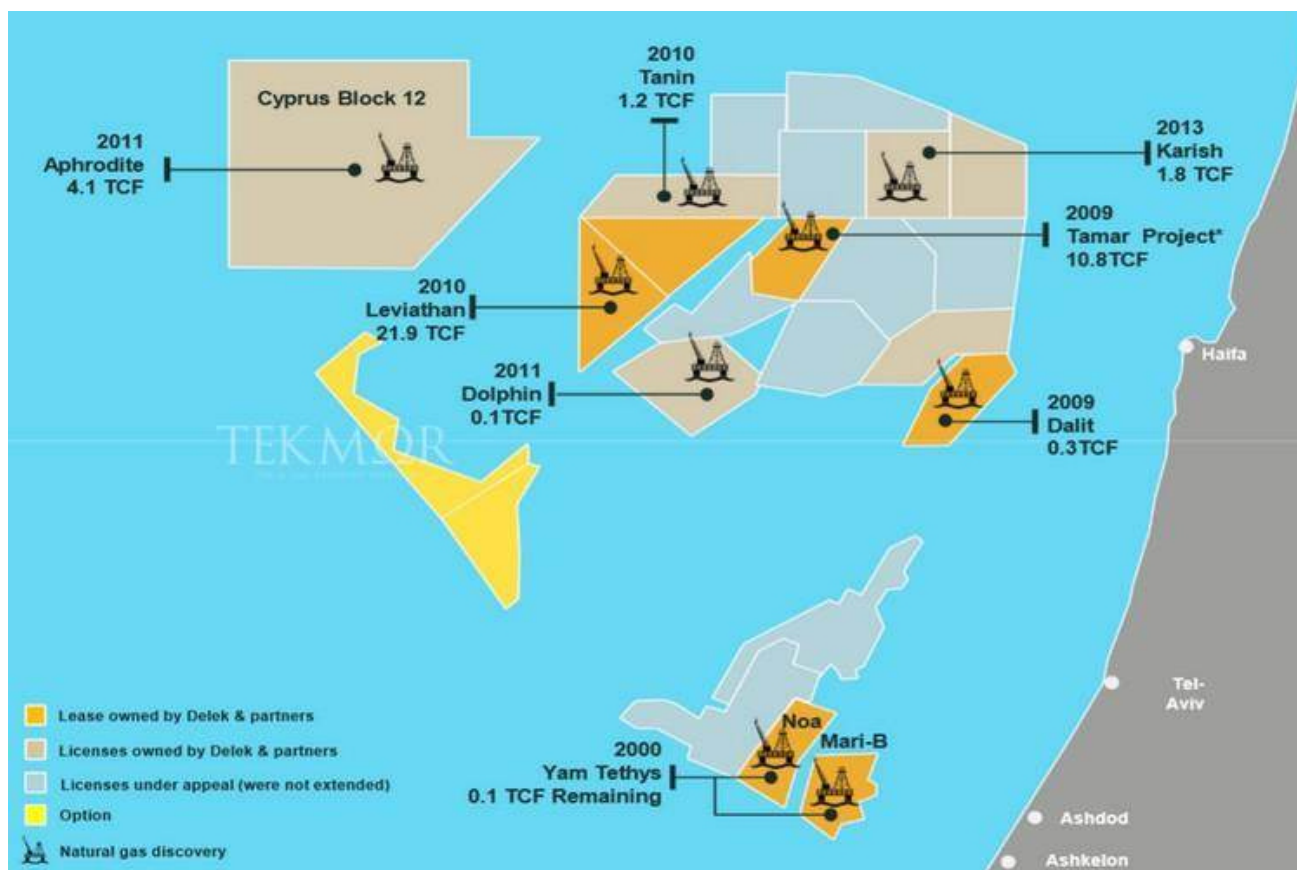 Cyprus Block 12
2011
Aphrodite
4.1 TCF
2010
Tanin
1.2 TCF
2013
Karish
1.8 TCF
2009
Tamar Project*
10.8TCF
2010
Leviathan
21.9 TCF
2011
Dolphin
0.1TCF
2009
Dalit
0.3TCF
Haifa
TEKMΩR
Tel-
Aviv
Noa
Mari-B
2000
Yam Tethys
0.1 TCF Remaining
Ashdod
Ashkelon
Lease owned by Delek & partners
Licenses owned by Delek & partners
Licenses under appeal (were not extended)
Option
Natural gas discovery